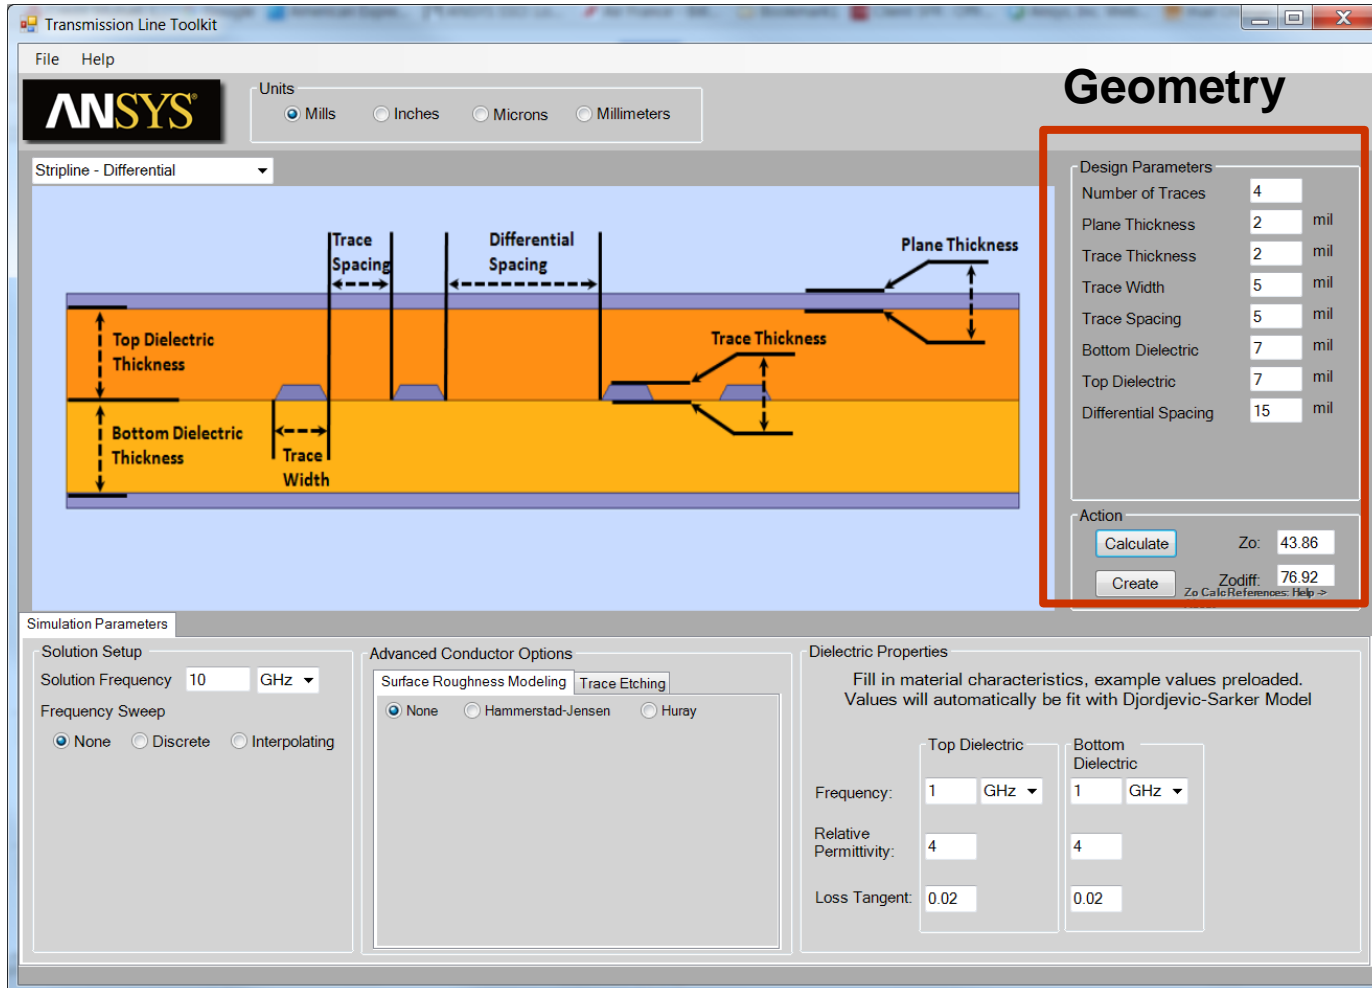 Transmission Line Toolkit
File Help
ANSYS
Units
Mills Inches Microns Millimeters
Geometry
Stripline - Differential
Trace
Spacing
Differential
Spacing
Plane Thickness
Top Dielectric
Thickness
Trace Thickness
Bottom Dielectric
Thickness
Trace
Width
Design Parameters
Number of Traces 4
Plane Thickness 2 mil
Trace Thickness 2 mil
Trace Width 5 mil
Trace Spacing 5 mil
Bottom Dielectric 7 mil
Top Dielectric 7 mil
Differential Spacing 15 mil
Action
Calculate Zo: 43.86
Create Zodiff: 76.92
Zo Calc References: Help ->
Simulation Parameters
Solution Setup
Solution Frequency 10 GHz
Frequency Sweep
None Discrete Interpolating
Advanced Conductor Options
Surface Roughness Modeling Trace Etching
None Hammerstad-Jensen Huray
Dielectric Properties
Fill in material characteristics, example values preloaded.
Values will automatically be fit with Djordjevic-Sarker Model
Top Dielectric
Bottom
Dielectric
Frequency: 1 GHz 1 GHz
Relative
Permittivity: 4 4
Loss Tangent: 0.02 0.02